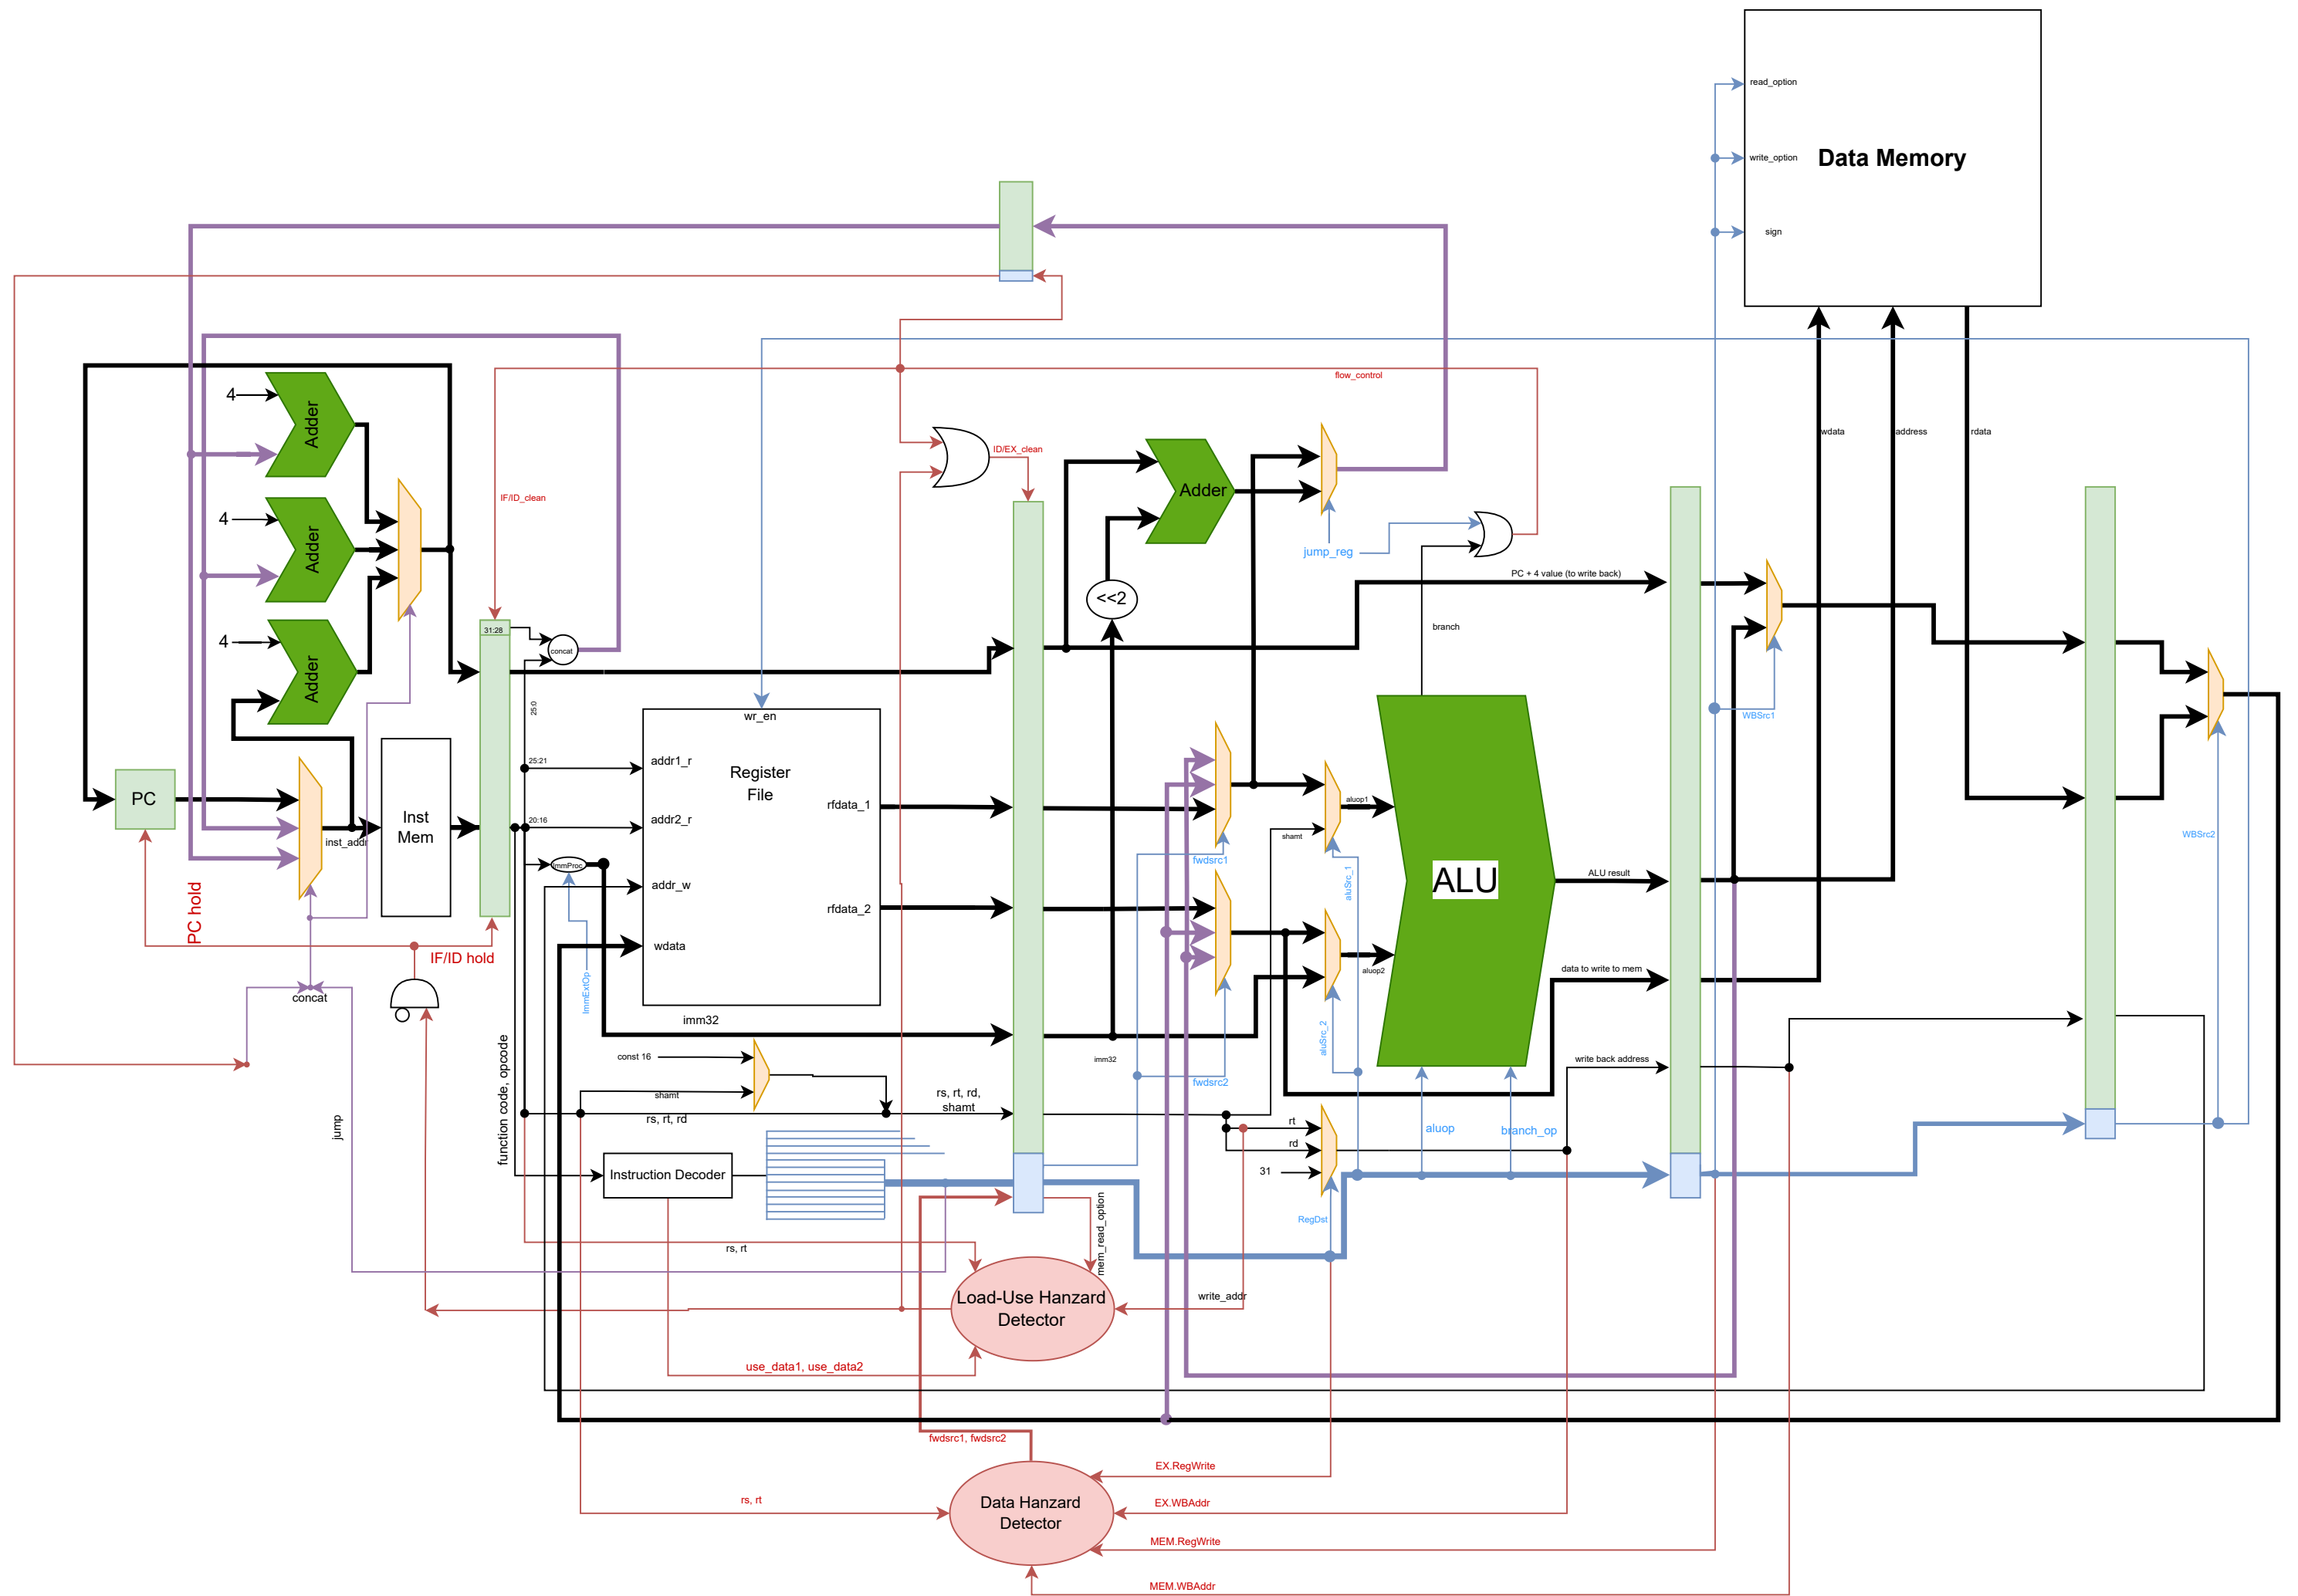 read_option
Data Memory
write_option
sign
flow_control
4
Adder
wdata
address
rdata
ID/EX_clean
Adder
IF/ID_clean
4
Adder
jump_reg
PC + 4 value (to write back)
<<2
31:28
branch
4
Adder
concat
25:0
wr_en
WBSrc1
25:21
addr1_r
Register
File
PC
rfdata_1
aluop1
Inst
Mem
20:16
addr2_r
shamt
inst_addr
WBSrc2
immProc
fwdsrc1
aluSrc_1
ALU
ALU result
addr_w
PC hold
rfdata_2
wdata
IF/ID hold
aluop2
data to write to mem
concat
ImmExtOp
imm32
aluSrc_2
const 16
imm32
write back address
fwdsrc2
shamt
rs, rt, rd
rs, rt, rd,
shamt
function code, opcode
jump
rt
rd
31
aluop
branch_op
Instruction Decoder
RegDst
mem_read_option
rs, rt
Load-Use Hanzard
Detector
write_addr
use_data1, use_data2
fwdsrc1, fwdsrc2
EX.RegWrite
rs, rt
Data Hanzard
Detector
EX.WBAddr
MEM.RegWrite
MEM.WBAddr